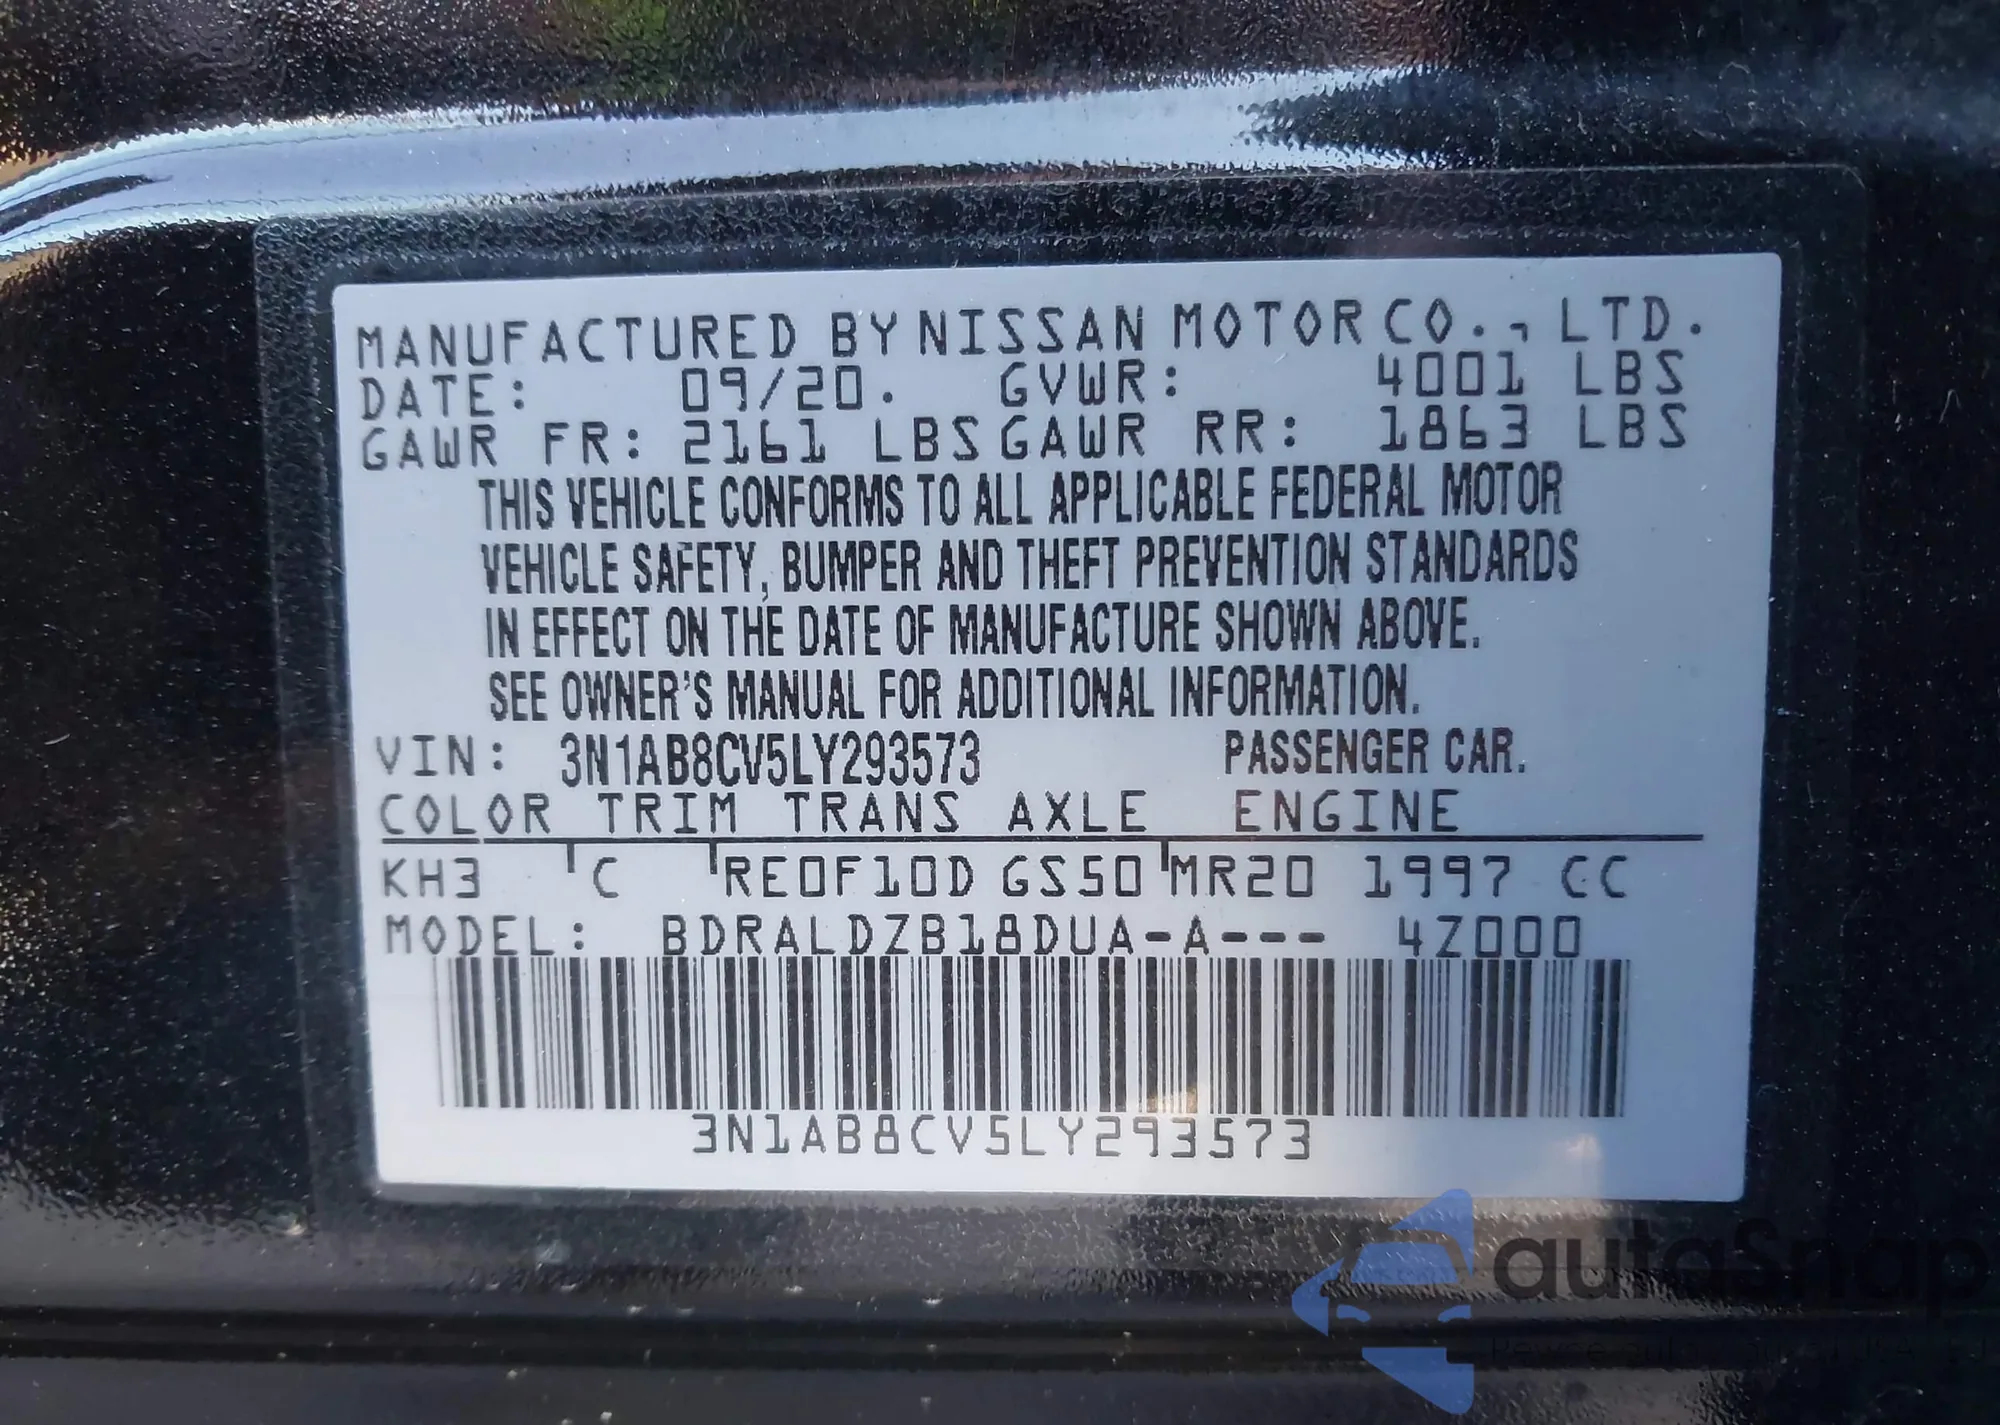 MANUFACTURED BY NISSAN MOTOR CO., LTD.
DATE: 09/20. GVWR: 4001 LBS
GAWR FR: 2161 LBS GAWR RR: 1863 LBS
THIS VEHICLE CONFORMS TO ALL APPLICABLE FEDERAL MOTOR
VEHICLE SAFETY, BUMPER AND THEFT PREVENTION STANDARDS
IN EFFECT ON THE DATE OF MANUFACTURE SHOWN ABOVE.
SEE OWNER'S MANUAL FOR ADDITIONAL INFORMATION.
VIN: 3N1AB8CV5LY293573 PASSENGER CAR.
COLOR TRIM TRANS AXLE ENGINE
KH3 C RE0F10D GS50 MR20 1997 CC
MODEL: BDRALDZB18DUA-A--- 4Z000
3N1AB8CV5LY293573
autaSnap